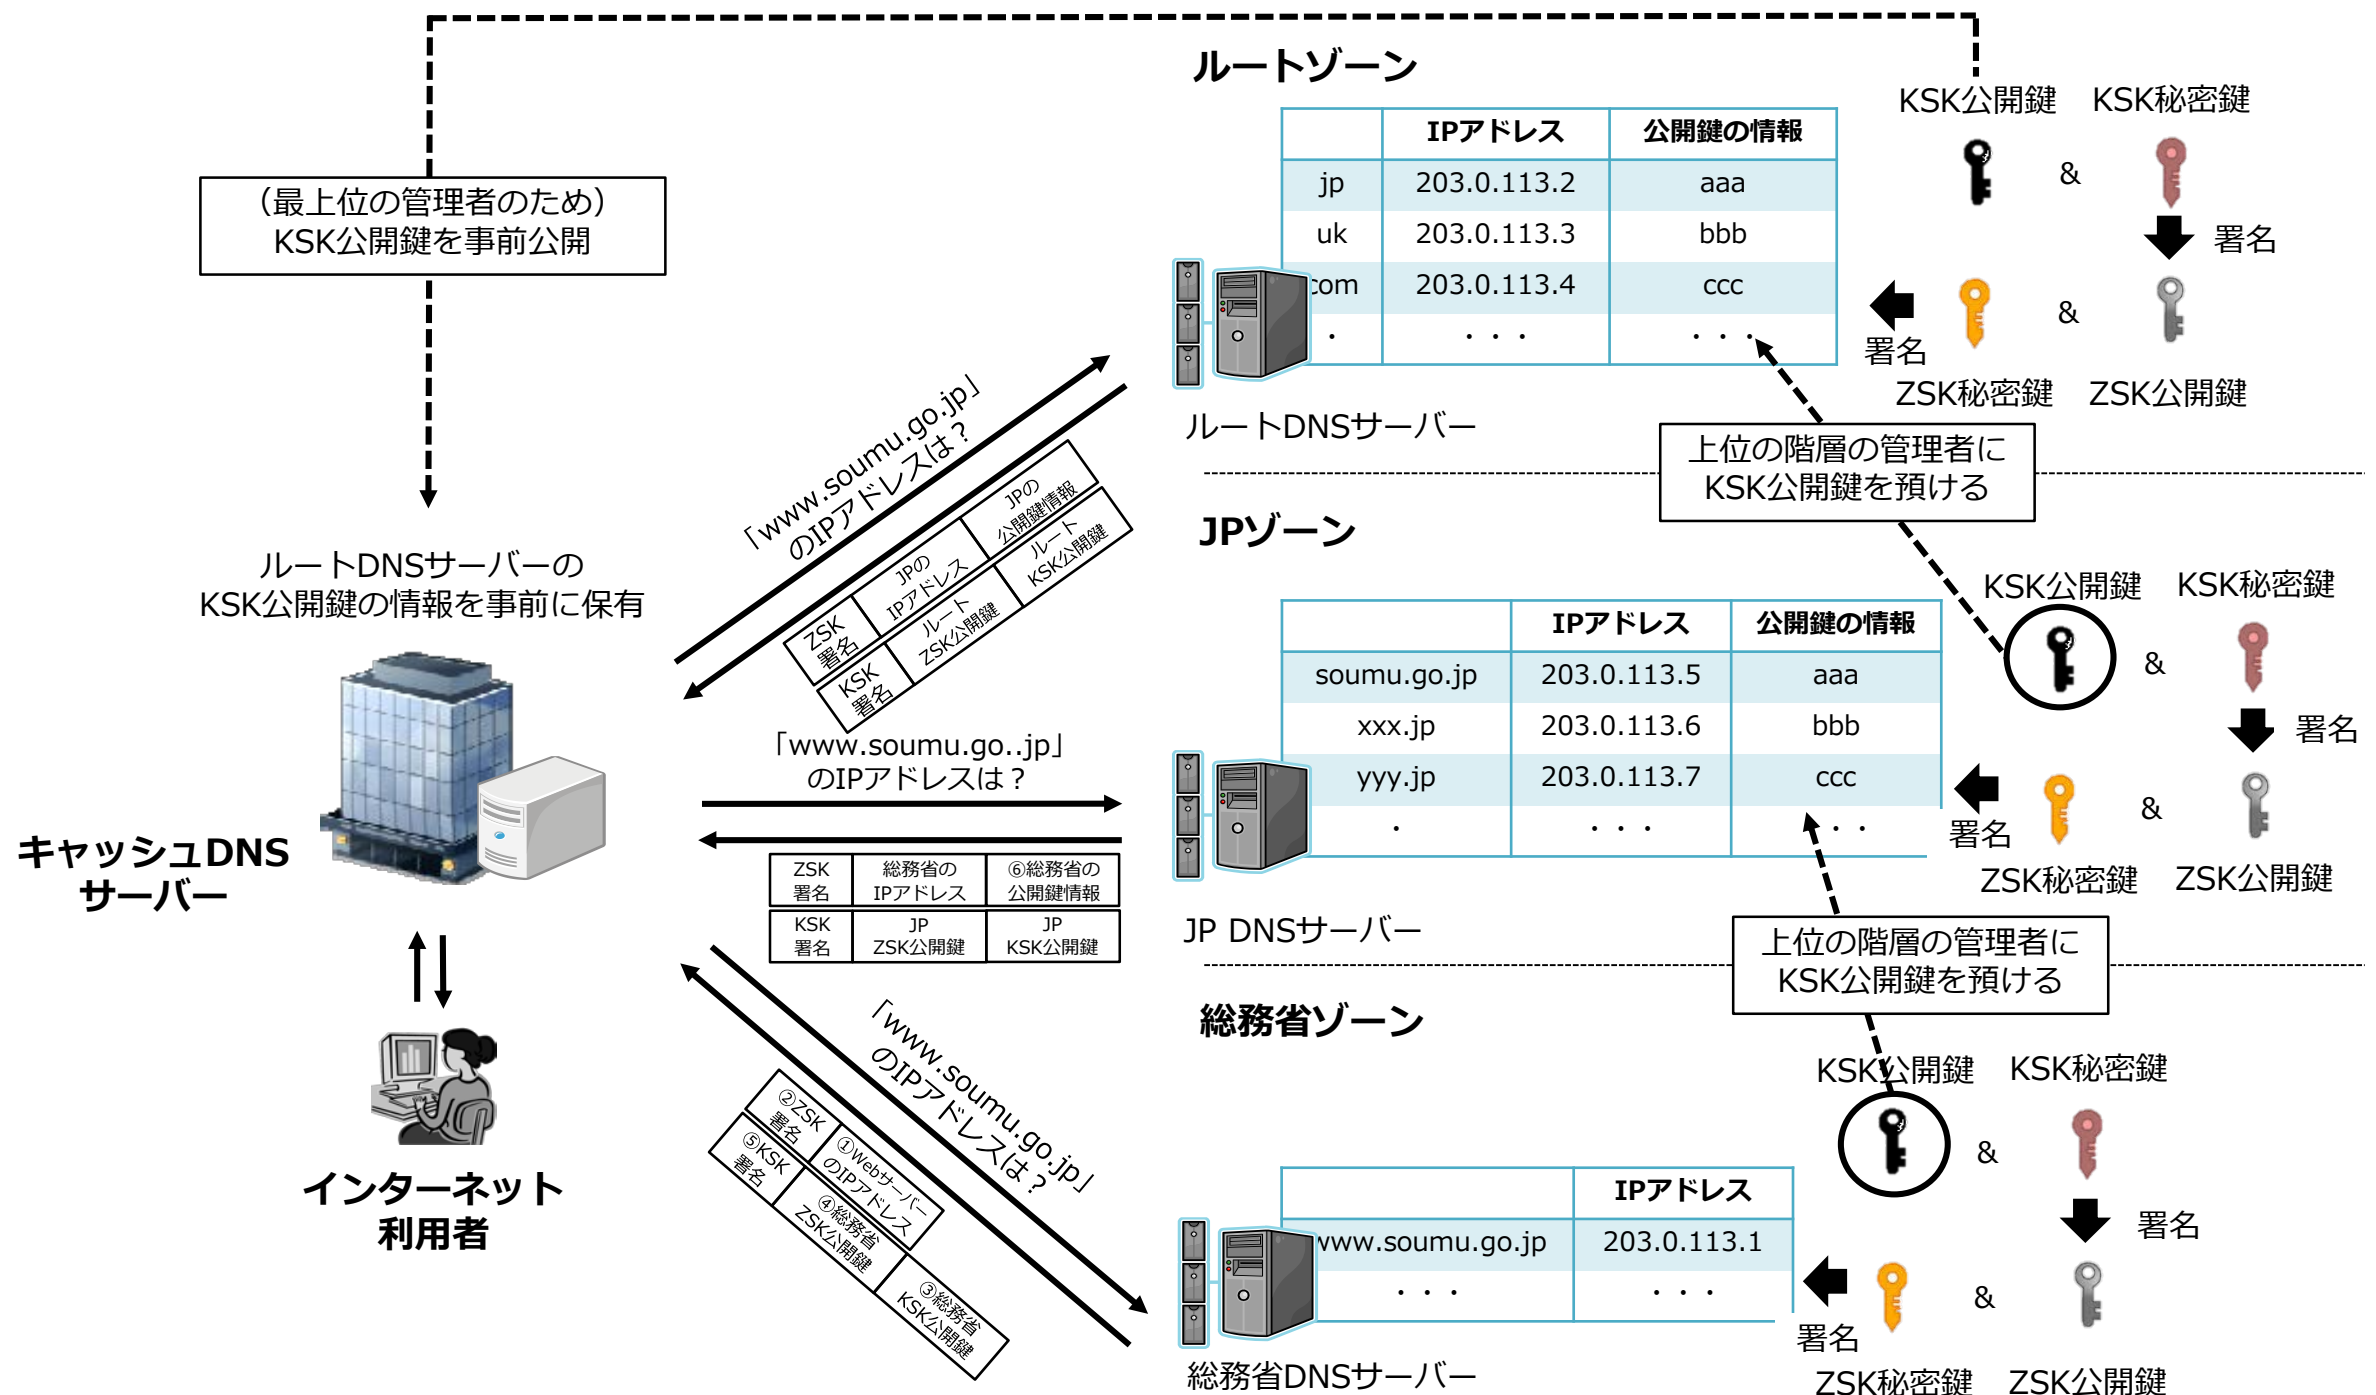 ルートゾーン
KSK公開鍵
KSK秘密鍵
IPアドレス 公開鍵の情報
jp 203.0.113.2 aaa
uk 203.0.113.3 bbb
com 203.0.113.4 ccc
・ ・・・ ・・・
&
署名
&
署名
ZSK秘密鍵
ZSK公開鍵
ルートDNSサーバー
（最上位の管理者のため）
KSK公開鍵を事前公開
上位の階層の管理者に
KSK公開鍵を預ける
「www.soumu.go.jp」
のIPアドレスは？
ZSK
署名
JPの
IPアドレス
JPの
公開鍵情報
KSK
署名
ルート
ZSK公開鍵
ルート
KSK公開鍵
ルートDNSサーバーの
KSK公開鍵の情報を事前に保有
JPゾーン
KSK公開鍵
KSK秘密鍵
IPアドレス 公開鍵の情報
soumu.go.jp 203.0.113.5 aaa
xxx.jp 203.0.113.6 bbb
yyy.jp 203.0.113.7 ccc
・ ・・・ ・・・
&
署名
&
署名
ZSK秘密鍵
ZSK公開鍵
JP DNSサーバー
上位の階層の管理者に
KSK公開鍵を預ける
「www.soumu.go..jp」
のIPアドレスは？
ZSK
署名
総務省の
IPアドレス
⑥総務省の
公開鍵情報
KSK
署名
JP
ZSK公開鍵
JP
KSK公開鍵
キャッシュDNS
サーバー
インターネット
利用者
総務省ゾーン
KSK公開鍵
KSK秘密鍵
「www.soumu.go.jp」
のIPアドレスは？
②ZSK
署名
①Webサーバー
のIPアドレス
⑤KSK
署名
④総務省
ZSK公開鍵
③総務省
KSK公開鍵
IPアドレス
www.soumu.go.jp 203.0.113.1
・・・ ・・・
&
署名
&
署名
ZSK秘密鍵
ZSK公開鍵
総務省DNSサーバー